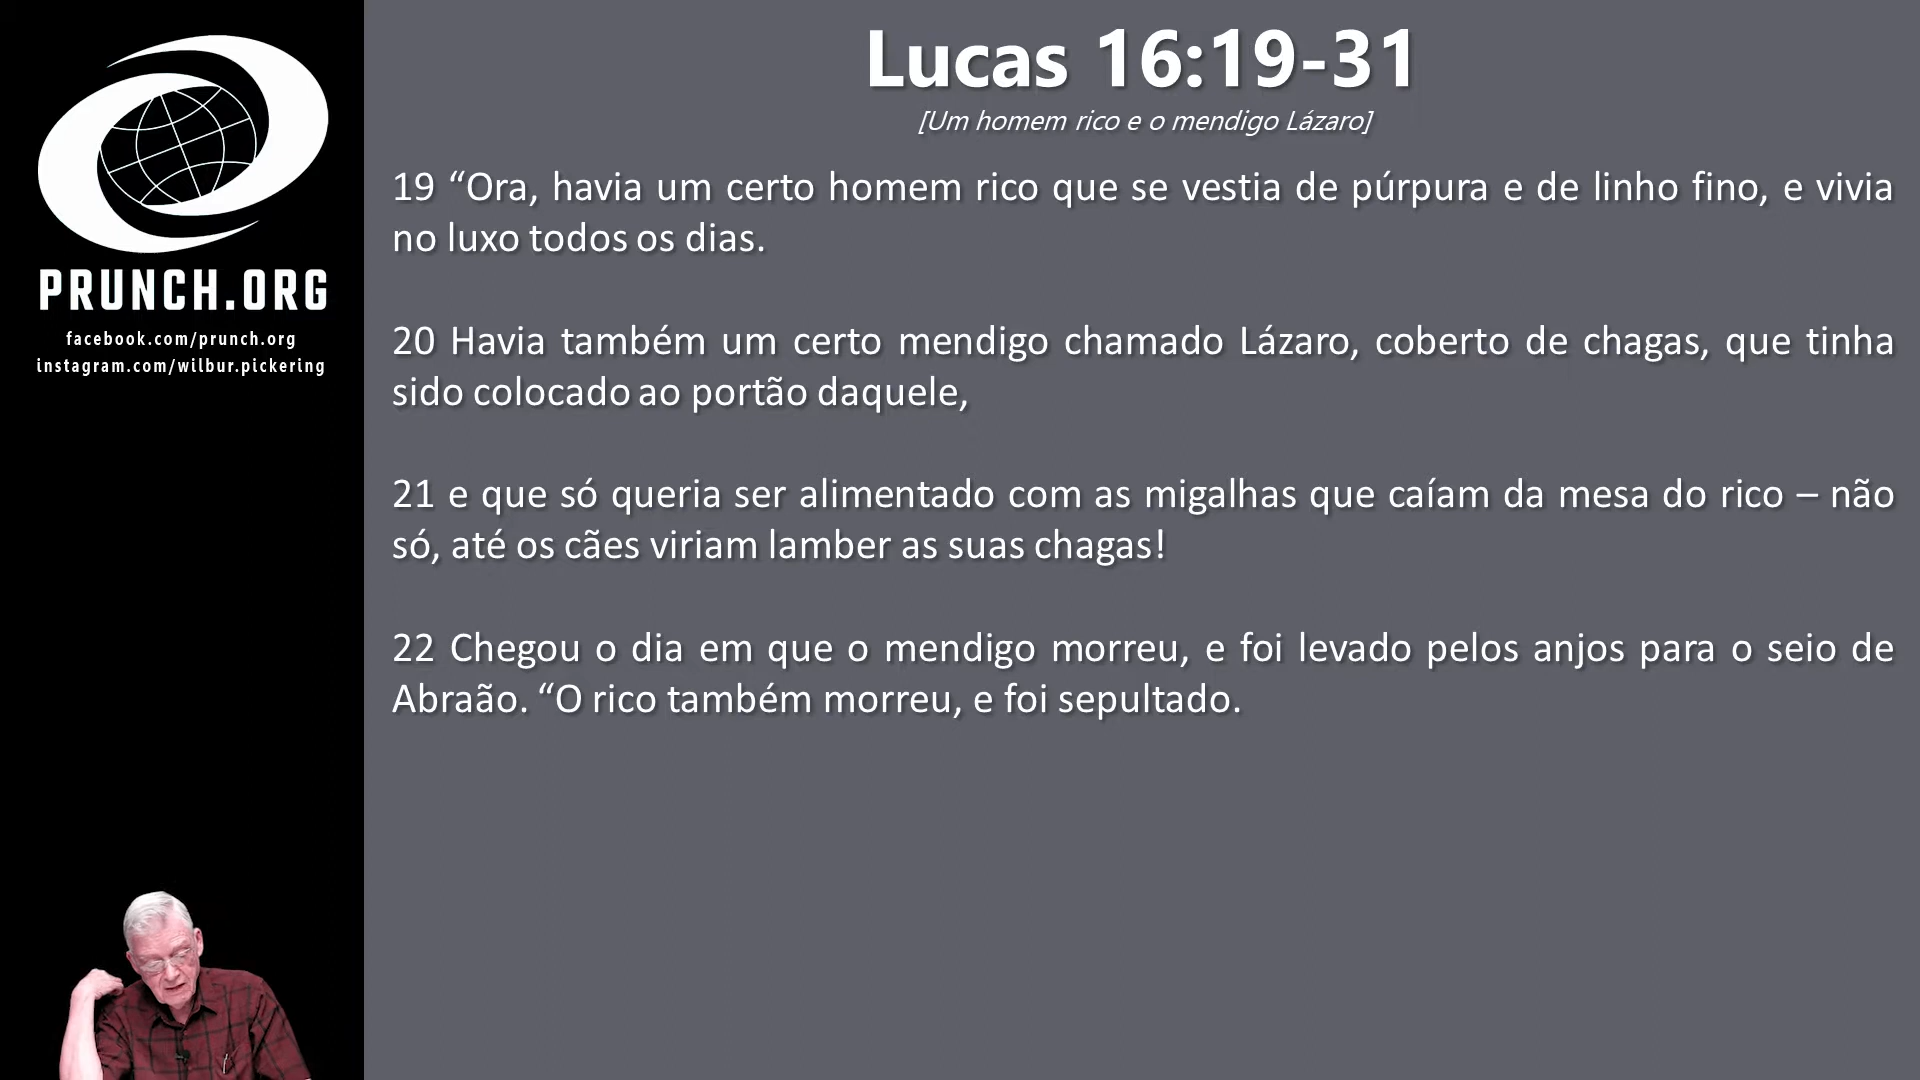 PRUNCH.ORG
facebook.com/prunch.org
instagram.com/wilbur.pickering
Lucas 16:19-31
[Um homem rico e o mendigo Lázaro]
19 “Ora, havia um certo homem rico que se vestia de púrpura e de linho fino, e vivia
no luxo todos os dias.
20 Havia também um certo mendigo chamado Lázaro, coberto de chagas, que tinha
sido colocado ao portão daquele,
21 e que só queria ser alimentado com as migalhas que caíam da mesa do rico – não
só, até os cães viriam lamber as suas chagas!
22 Chegou o dia em que o mendigo morreu, e foi levado pelos anjos para o seio de
Abraão. “O rico também morreu, e foi sepultado.